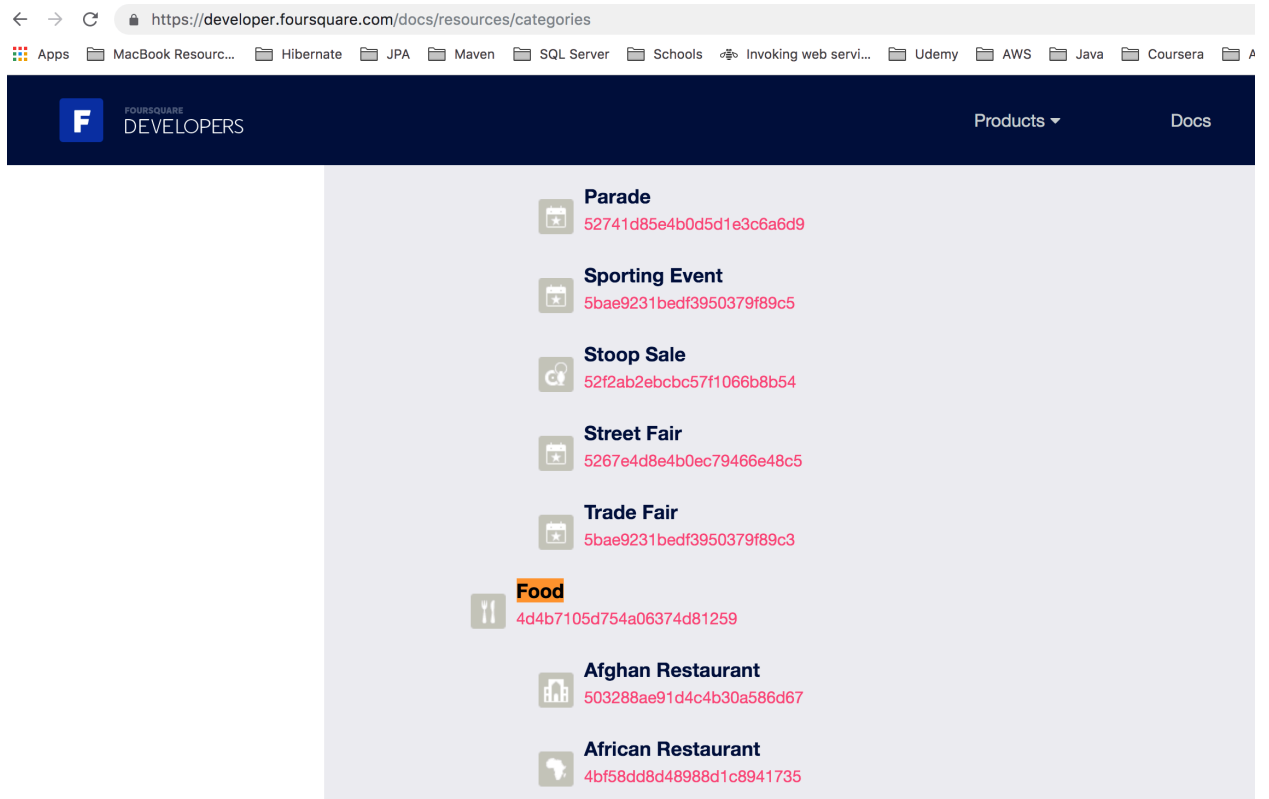 https://developer.foursquare.com/docs/resources/categories
Apps MacBook Resourc... Hibernate JPA Maven SQL Server Schools Invoking web servi... Udemy AWS Java Coursera A
F FOURSQUARE
DEVELOPERS
Products Docs
Parade
52741d85e4b0d5d1e3c6a6d9
Sporting Event
5bae9231bedf3950379f89c5
Stoop Sale
52f2ab2ebcbc57f1066b8b54
Street Fair
5267e4d8e4b0ec79466e48c5
Trade Fair
5bae9231bedf3950379f89c3
Food
4d4b7105d754a06374d81259
Afghan Restaurant
503288ae91d4c4b30a586d67
African Restaurant
4bf58dd8d48988d1c8941735